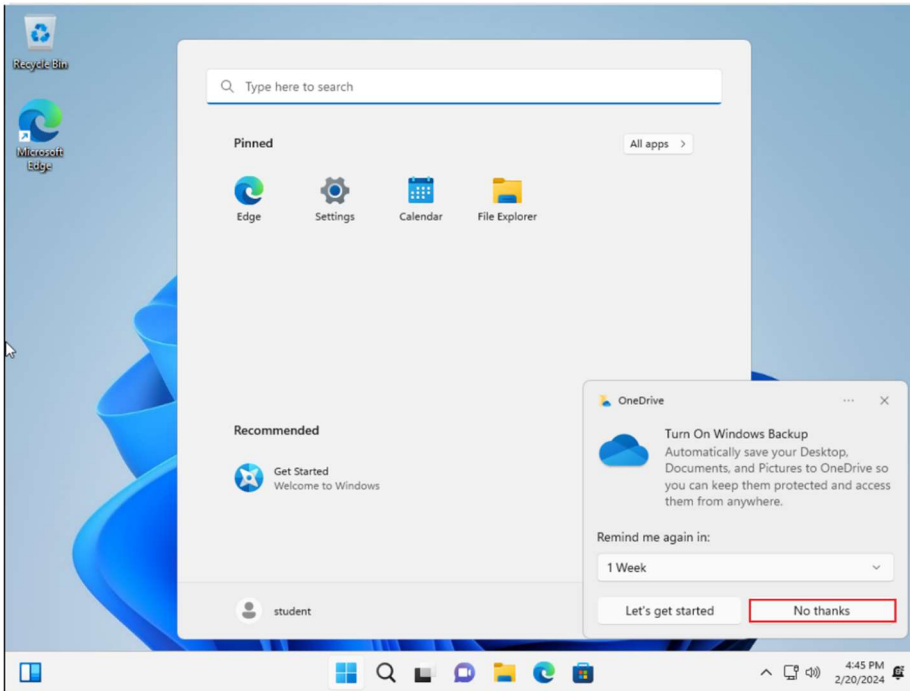 Recycle Bin
Microsoft
Edge
Type here to search
Pinned
All apps
Edge
Settings
Calendar
File Explorer
Recommended
Get Started
Welcome to Windows
student
OneDrive
Turn On Windows Backup
Automatically save your Desktop,
Documents, and Pictures to OneDrive so
you can keep them protected and access
them from anywhere.
Remind me again in:
1 Week
Let's get started
No thanks
4:45 PM
2/20/2024